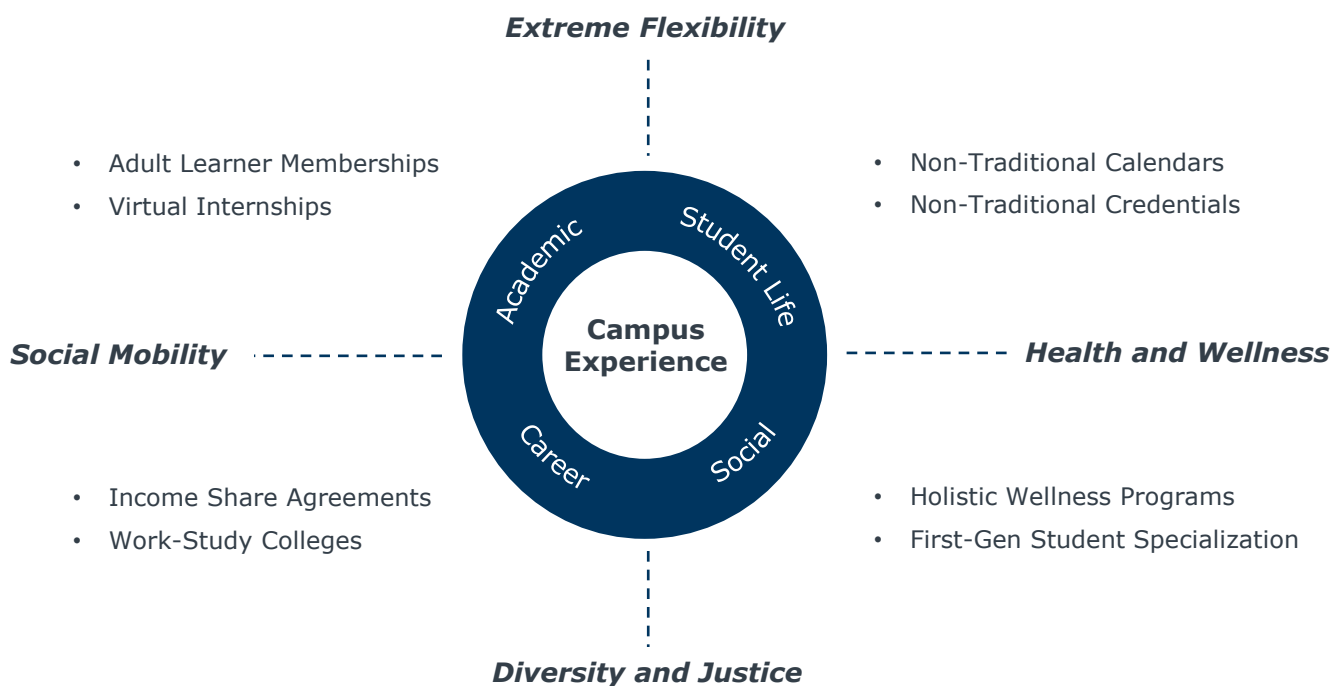 Extreme Flexibility
• Adult Learner Memberships
• Virtual Internships
• Non-Traditional Calendars
• Non-Traditional Credentials
Academic
Student Life
Campus
Experience
Social Mobility
Health and Wellness
Career
Social
• Income Share Agreements
• Work-Study Colleges
• Holistic Wellness Programs
• First-Gen Student Specialization
Diversity and Justice